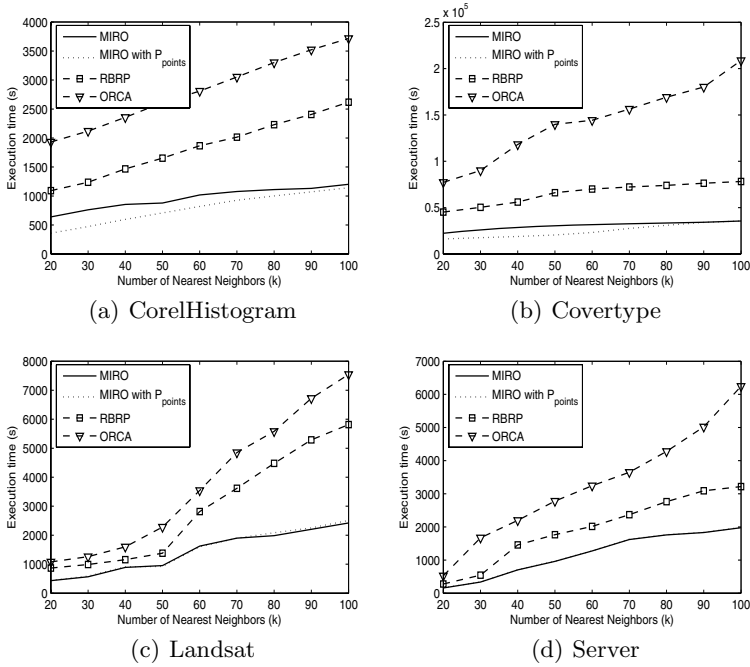 4000
3500
3000
2500
2000
1500
1000
500
0
Execution time (s)
MIRO
MIRO with P_points
RBRP
ORCA
20 30 40 50 60 70 80 90 100
Number of Nearest Neighbors (k)
(a) CorelHistogram
x 10^5
2.5
2
1.5
1
0.5
0
Execution time (s)
MIRO
MIRO with P_points
RBRP
ORCA
20 30 40 50 60 70 80 90 100
Number of Nearest Neighbors (k)
(b) Covertype
8000
7000
6000
5000
4000
3000
2000
1000
0
Execution time (s)
MIRO
MIRO with P_points
RBRP
ORCA
20 30 40 50 60 70 80 90 100
Number of Nearest Neighbors (k)
(c) Landsat
7000
6000
5000
4000
3000
2000
1000
0
Execution time (s)
MIRO
MIRO with P_points
RBRP
ORCA
20 30 40 50 60 70 80 90 100
Number of Nearest Neighbors (k)
(d) Server